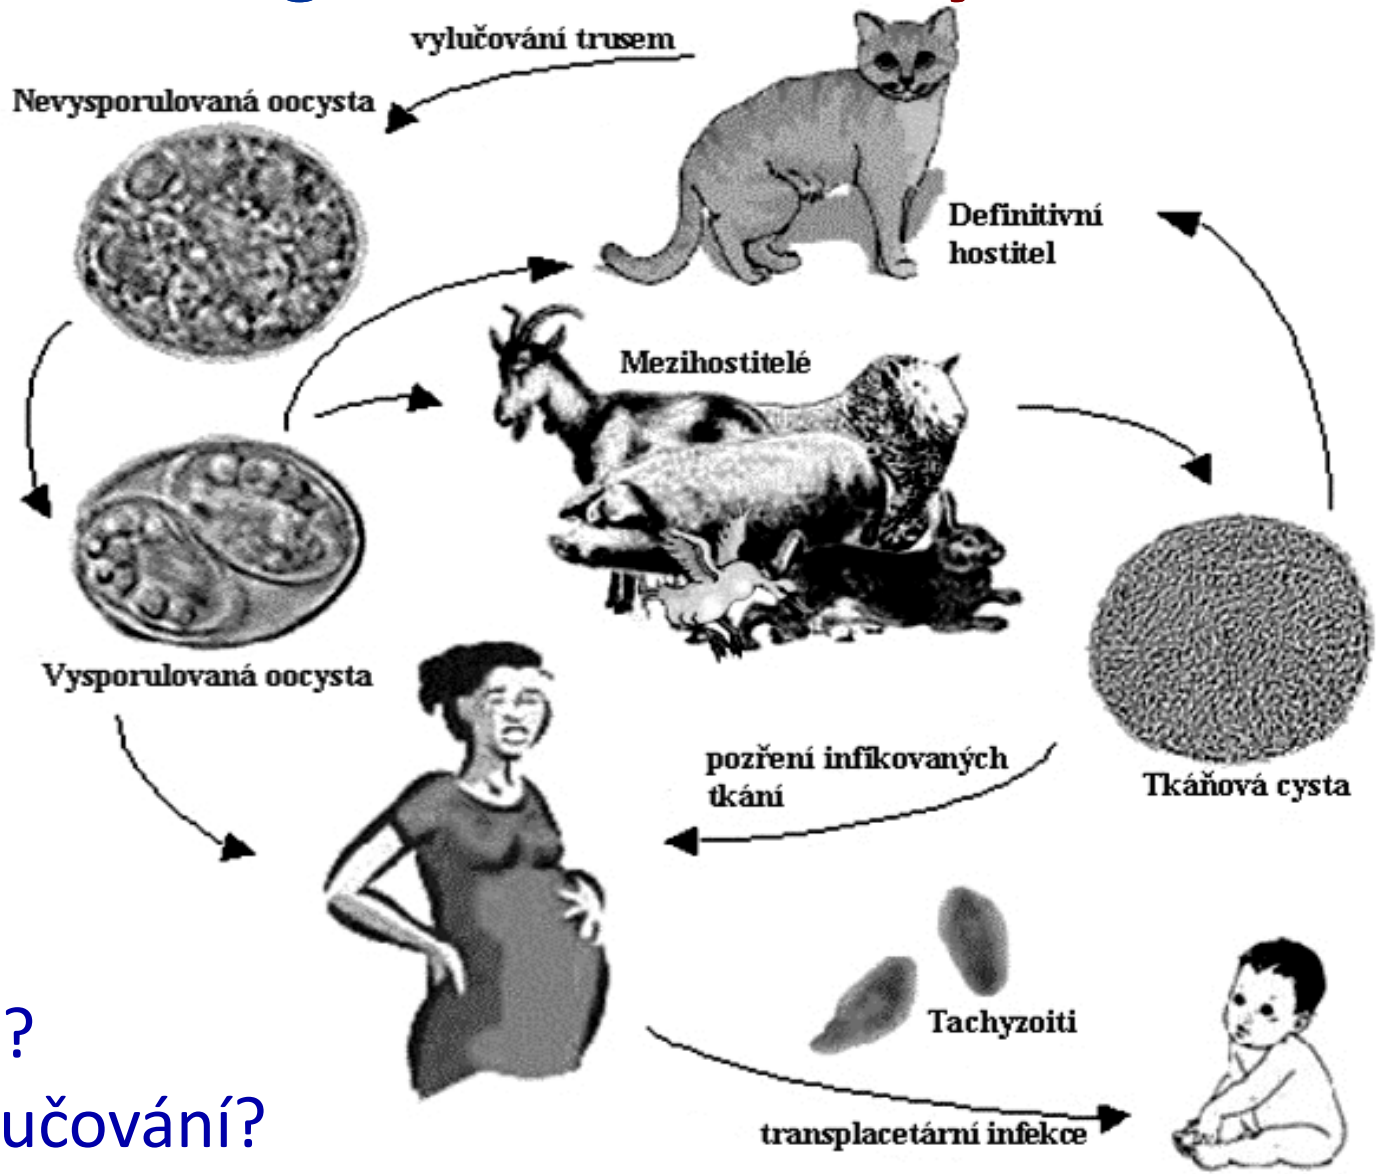 vylučování trusem
Nevysporulovaná oocysta
Definitivní
hostitel
Mezihostitelé
Vysporulovaná oocysta
pozření infikovaných
tkání
Tkáňová cysta
Tachyzoiti
?
učování?
transplacetární infekce